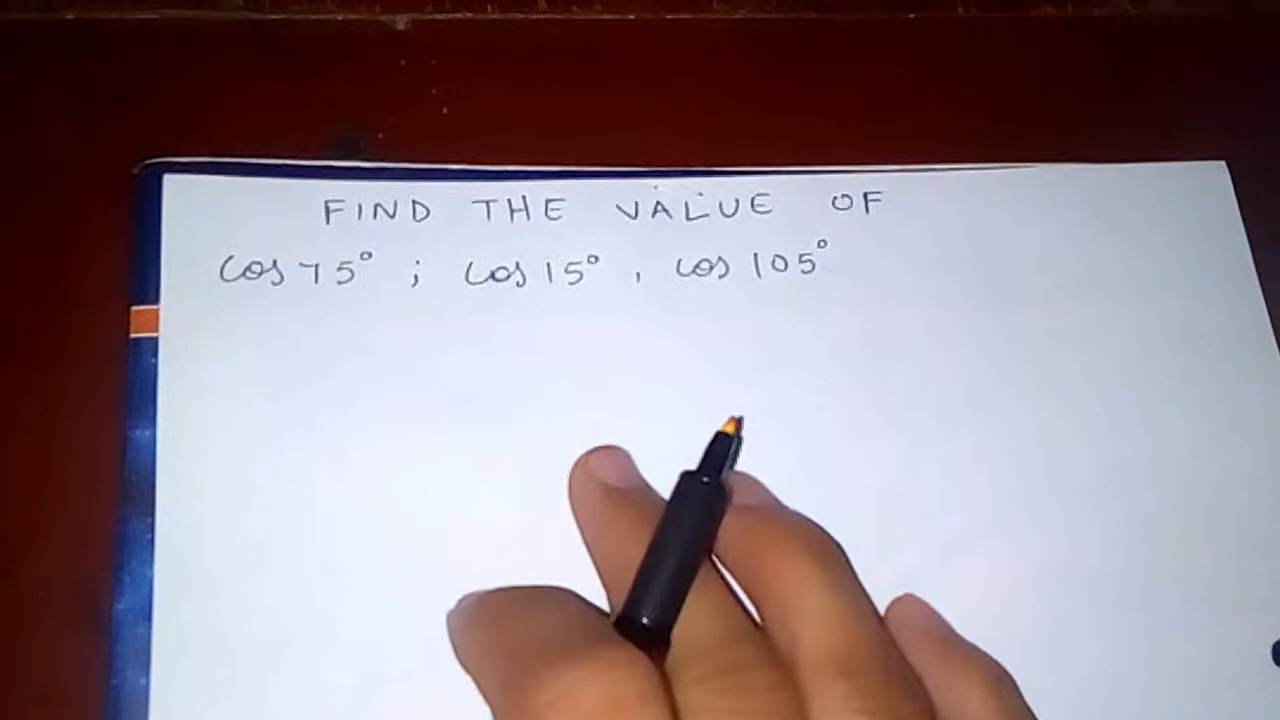 FIND THE VALUE OF
cos 75° ; cos 15° , cos 105°